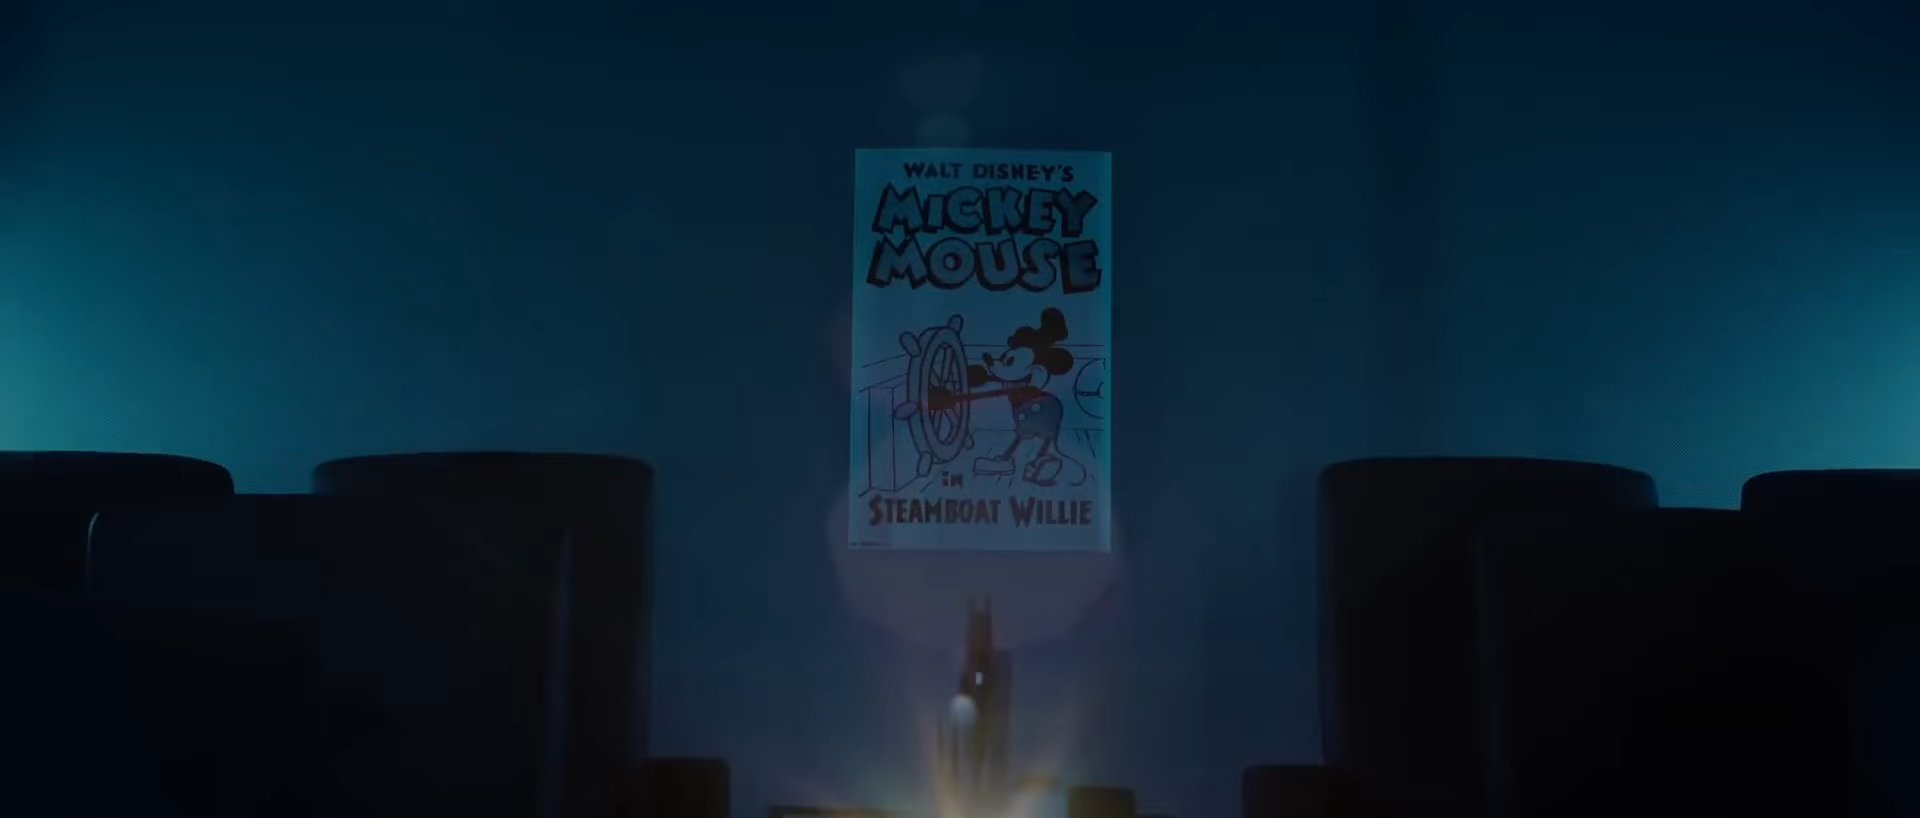 WALT DISNEY'S
MICKEY
MOUSE
in
STEAMBOAT WILLIE